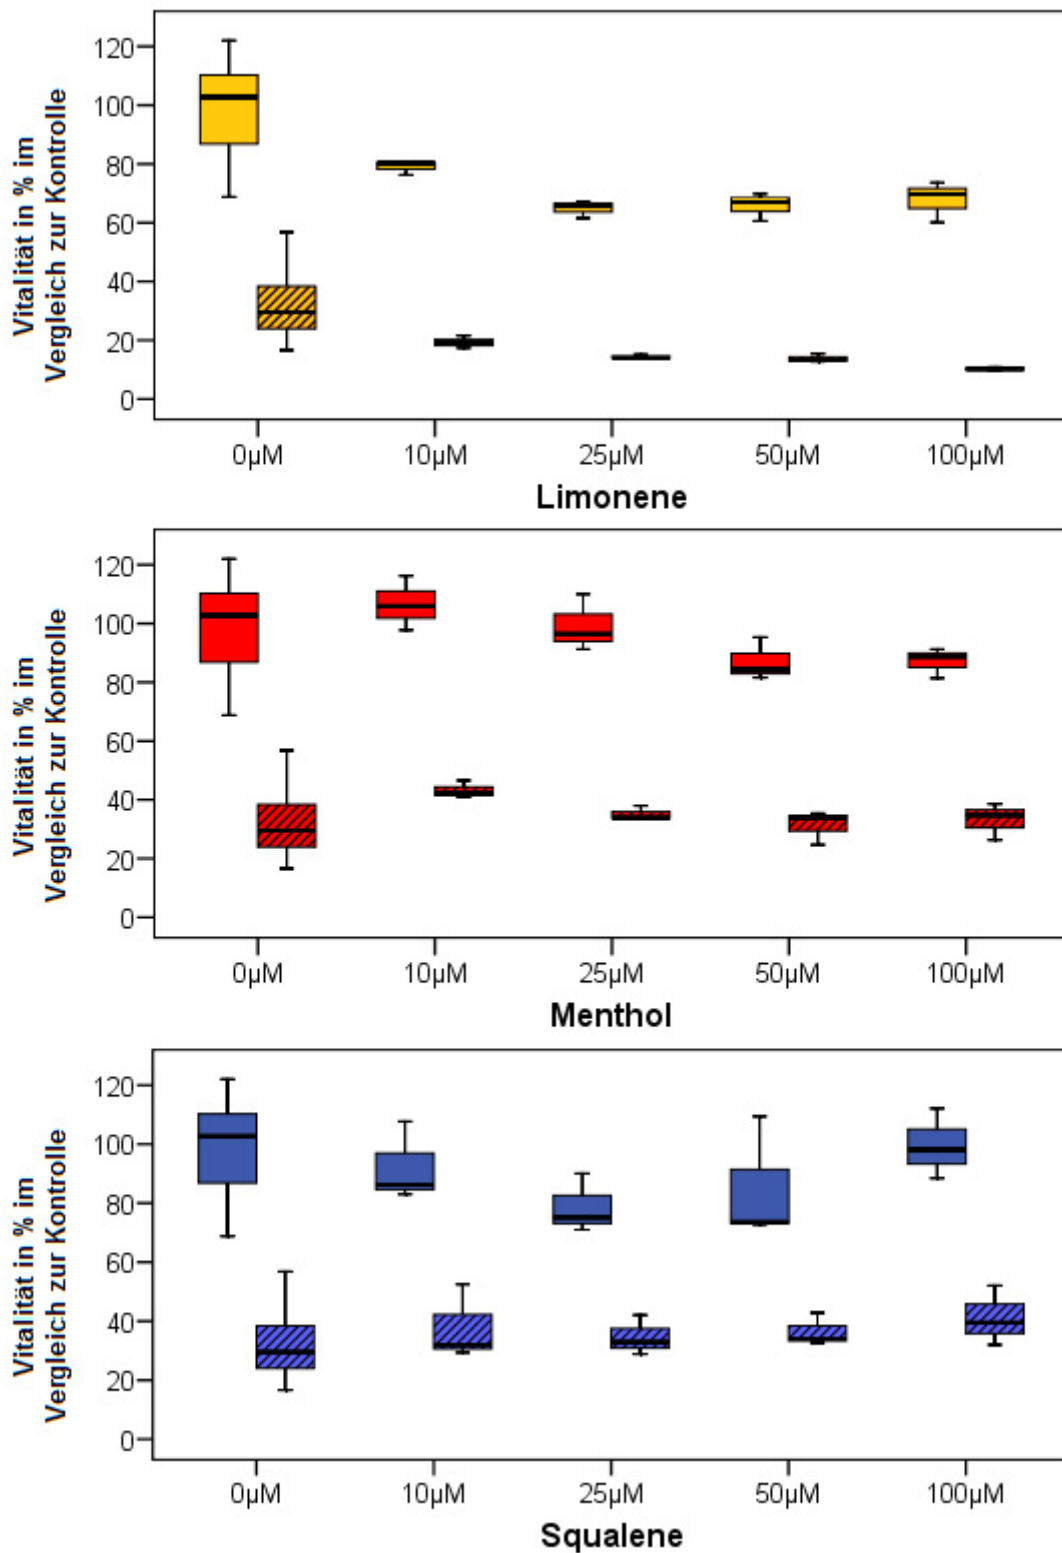 Vitalität in % im
Vergleich zur Kontrolle
120
100
80
60
40
20
0
0µM 10µM 25µM 50µM 100µM
Limonene
Vitalität in % im
Vergleich zur Kontrolle
120
100
80
60
40
20
0
0µM 10µM 25µM 50µM 100µM
Menthol
Vitalität in % im
Vergleich zur Kontrolle
120
100
80
60
40
20
0
0µM 10µM 25µM 50µM 100µM
Squalene